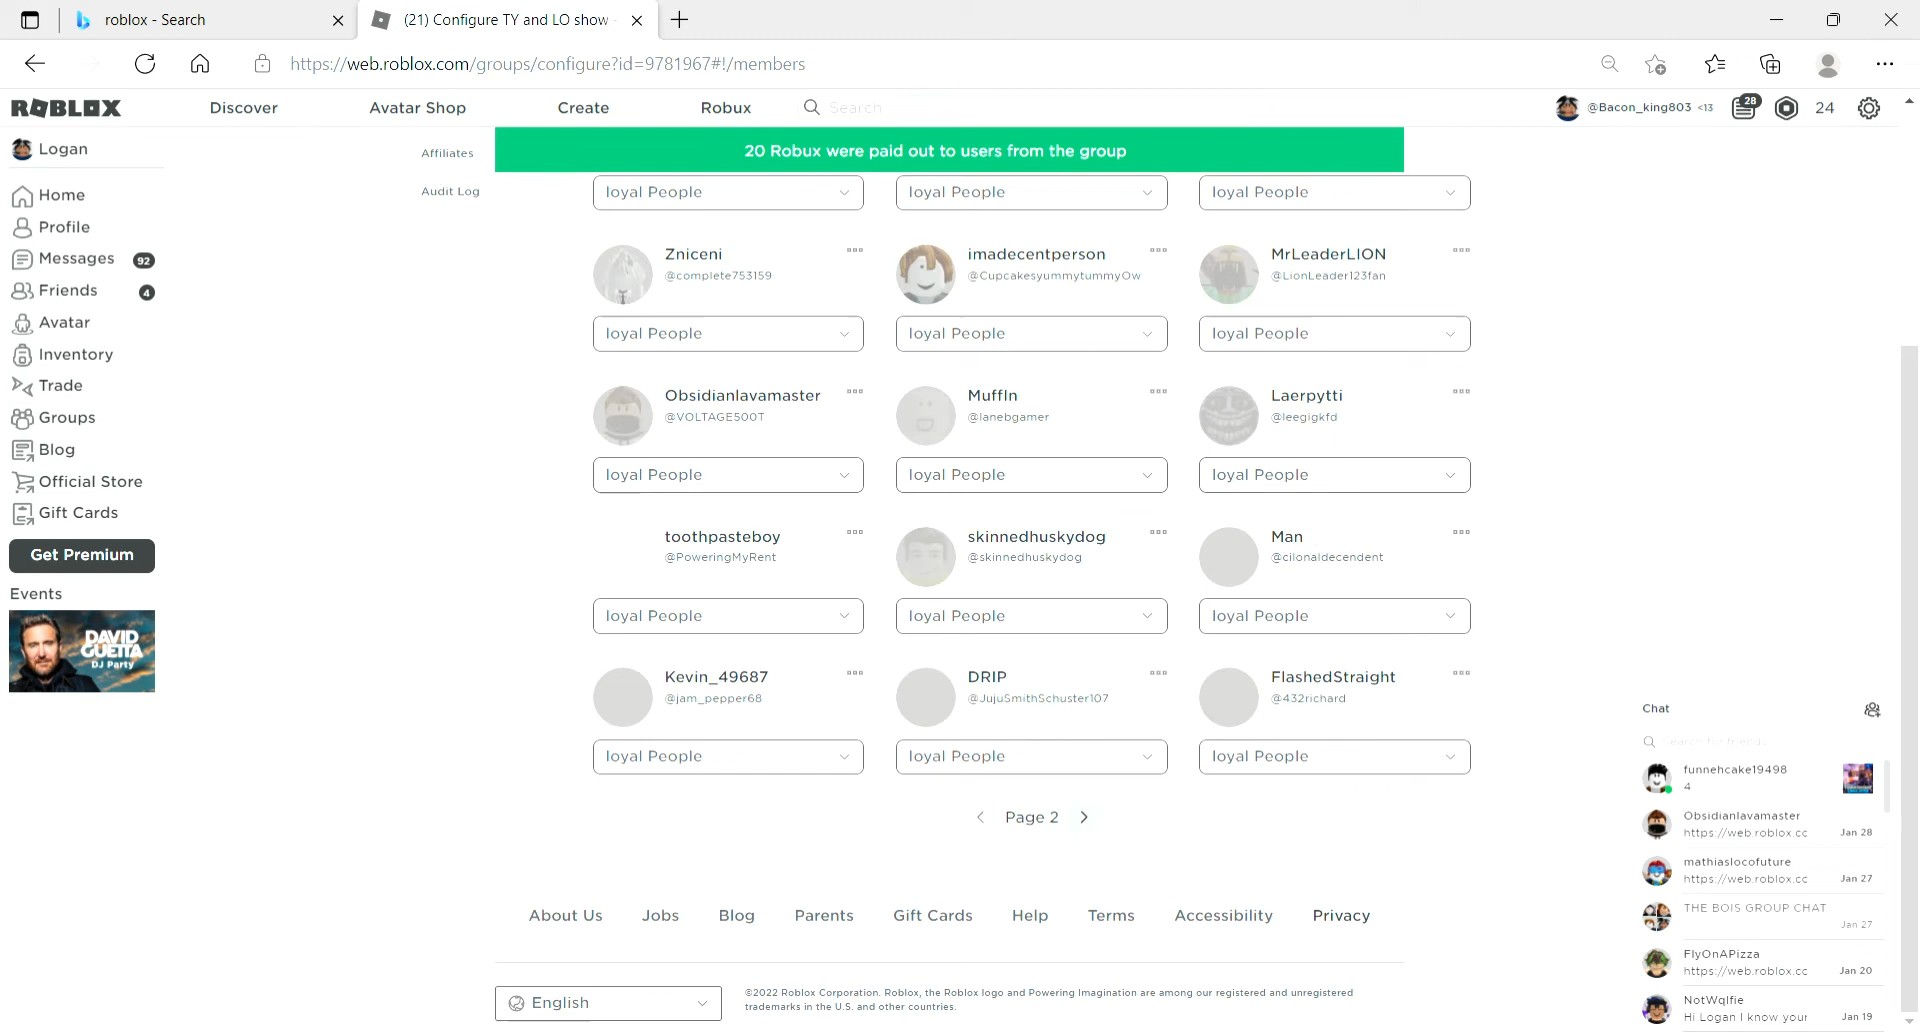 roblox - Search
(21) Configure TY and LO show
https://web.roblox.com/groups/configure?id=9781967#!/members
ROBLOX
Discover
Avatar Shop
Create
Robux
Search
@Bacon_king803 <13
28
24
Logan
Home
Profile
Messages 92
Friends 4
Avatar
Inventory
Trade
Groups
Blog
Official Store
Gift Cards
Get Premium
Events
DAVID
GUETTA
DJ Party
Affiliates
Audit Log
20 Robux were paid out to users from the group
loyal People
loyal People
loyal People
Zniceni
@complete753159
imadecentperson
@CupcakesyummytummyOw
MrLeaderLION
@LionLeader123fan
loyal People
loyal People
loyal People
Obsidianlavamaster
@VOLTAGE500T
MuffIn
@lanebgamer
Laerpytti
@leegigkfd
loyal People
loyal People
loyal People
toothpasteboy
@PoweringMyRent
skinnedhuskydog
@skinnedhuskydog
Man
@cilonaldecendent
loyal People
loyal People
loyal People
Kevin_49687
@jam_pepper68
DRIP
@JujuSmithSchuster107
FlashedStraight
@432richard
loyal People
loyal People
loyal People
Page 2
About Us
Jobs
Blog
Parents
Gift Cards
Help
Terms
Accessibility
Privacy
English
©2022 Roblox Corporation. Roblox, the Roblox logo and Powering Imagination are among our registered and unregistered
trademarks in the U.S. and other countries.
Chat
Search for friends
funnehcake19498
4
Obsidianlavamaster
https://web.roblox.cc Jan 28
mathiaslocofuture
https://web.roblox.cc Jan 27
THE BOIS GROUP CHAT
Jan 27
FlyOnAPizza
https://web.roblox.cc Jan 20
NotWqlfie
Hi Logan I know your Jan 19